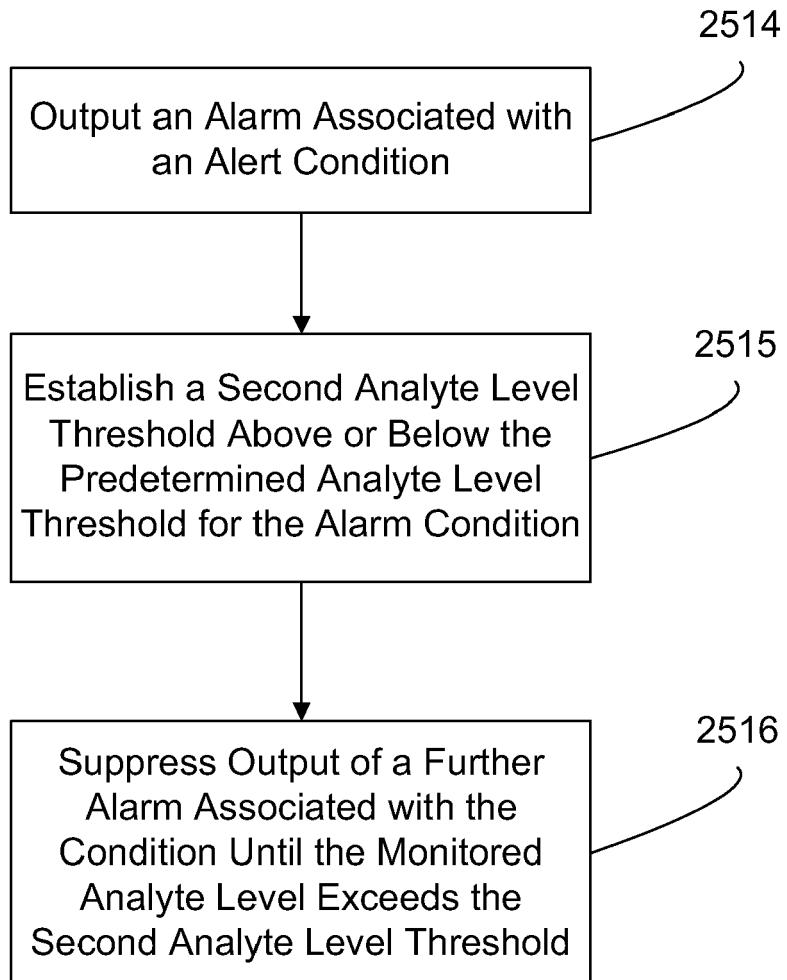 2514
Output an Alarm Associated with
an Alert Condition
2515
Establish a Second Analyte Level
Threshold Above or Below the
Predetermined Analyte Level
Threshold for the Alarm Condition
2516
Suppress Output of a Further
Alarm Associated with the
Condition Until the Monitored
Analyte Level Exceeds the
Second Analyte Level Threshold